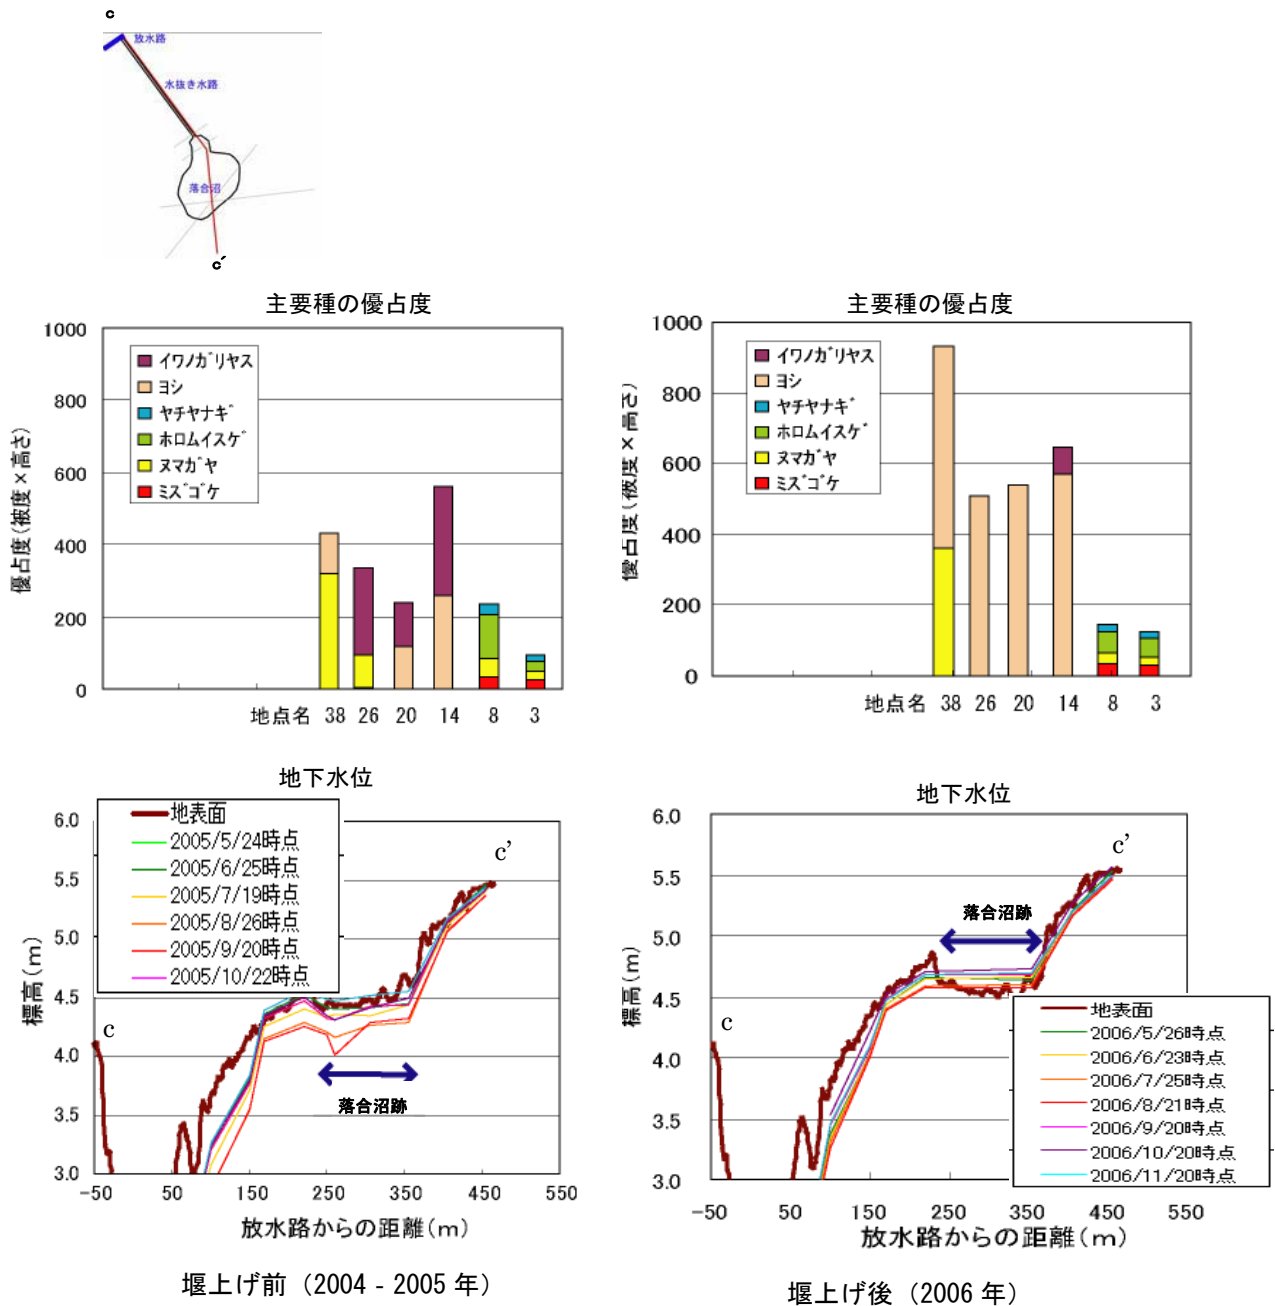 c
放水路
水抜き水路
落合沼
c′
主要種の優占度
1000
800
600
400
200
0
優占度(被度×高さ)
イワノガリヤス
ヨシ
ヤチヤナギ
ホロムイスゲ
ヌマガヤ
ミズゴケ
地点名 38 26 20 14 8 3
主要種の優占度
1000
800
600
400
200
0
優占度(被度×高さ)
イワノガリヤス
ヨシ
ヤチヤナギ
ホロムイスゲ
ヌマガヤ
ミズゴケ
地点名 38 26 20 14 8 3
地下水位
6.0
5.5
5.0
4.5
4.0
3.5
3.0
標高(m)
地表面
2005/5/24時点
2005/6/25時点
2005/7/19時点
2005/8/26時点
2005/9/20時点
2005/10/22時点
c
c’
落合沼跡
-50 50 150 250 350 450 550
放水路からの距離(m)
堰上げ前（2004 - 2005 年）
地下水位
6.0
5.5
5.0
4.5
4.0
3.5
3.0
標高(m)
c
c’
落合沼跡
地表面
2006/5/26時点
2006/6/23時点
2006/7/25時点
2006/8/21時点
2006/9/20時点
2006/10/20時点
2006/11/20時点
-50 50 150 250 350 450 550
放水路からの距離(m)
堰上げ後（2006 年）